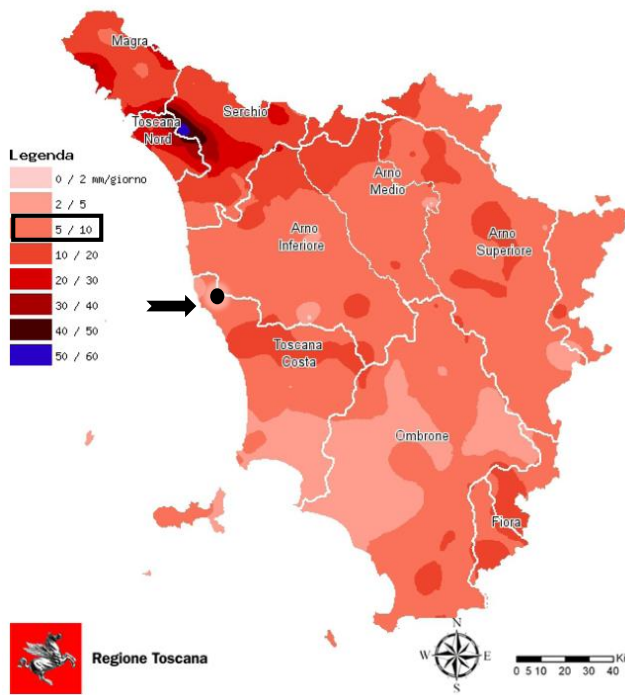 Magra
Serchio
Toscana
Nord
Legenda
0 / 2 mm/giorno
2 / 5
5 / 10
10 / 20
20 / 30
30 / 40
40 / 50
50 / 60
Arno
Medio
Arno
Inferiore
Arno
Superiore
Toscana
Costa
Ombrone
Fiora
Regione Toscana
N
W E
S
0 5 10 20 30 40 Ki